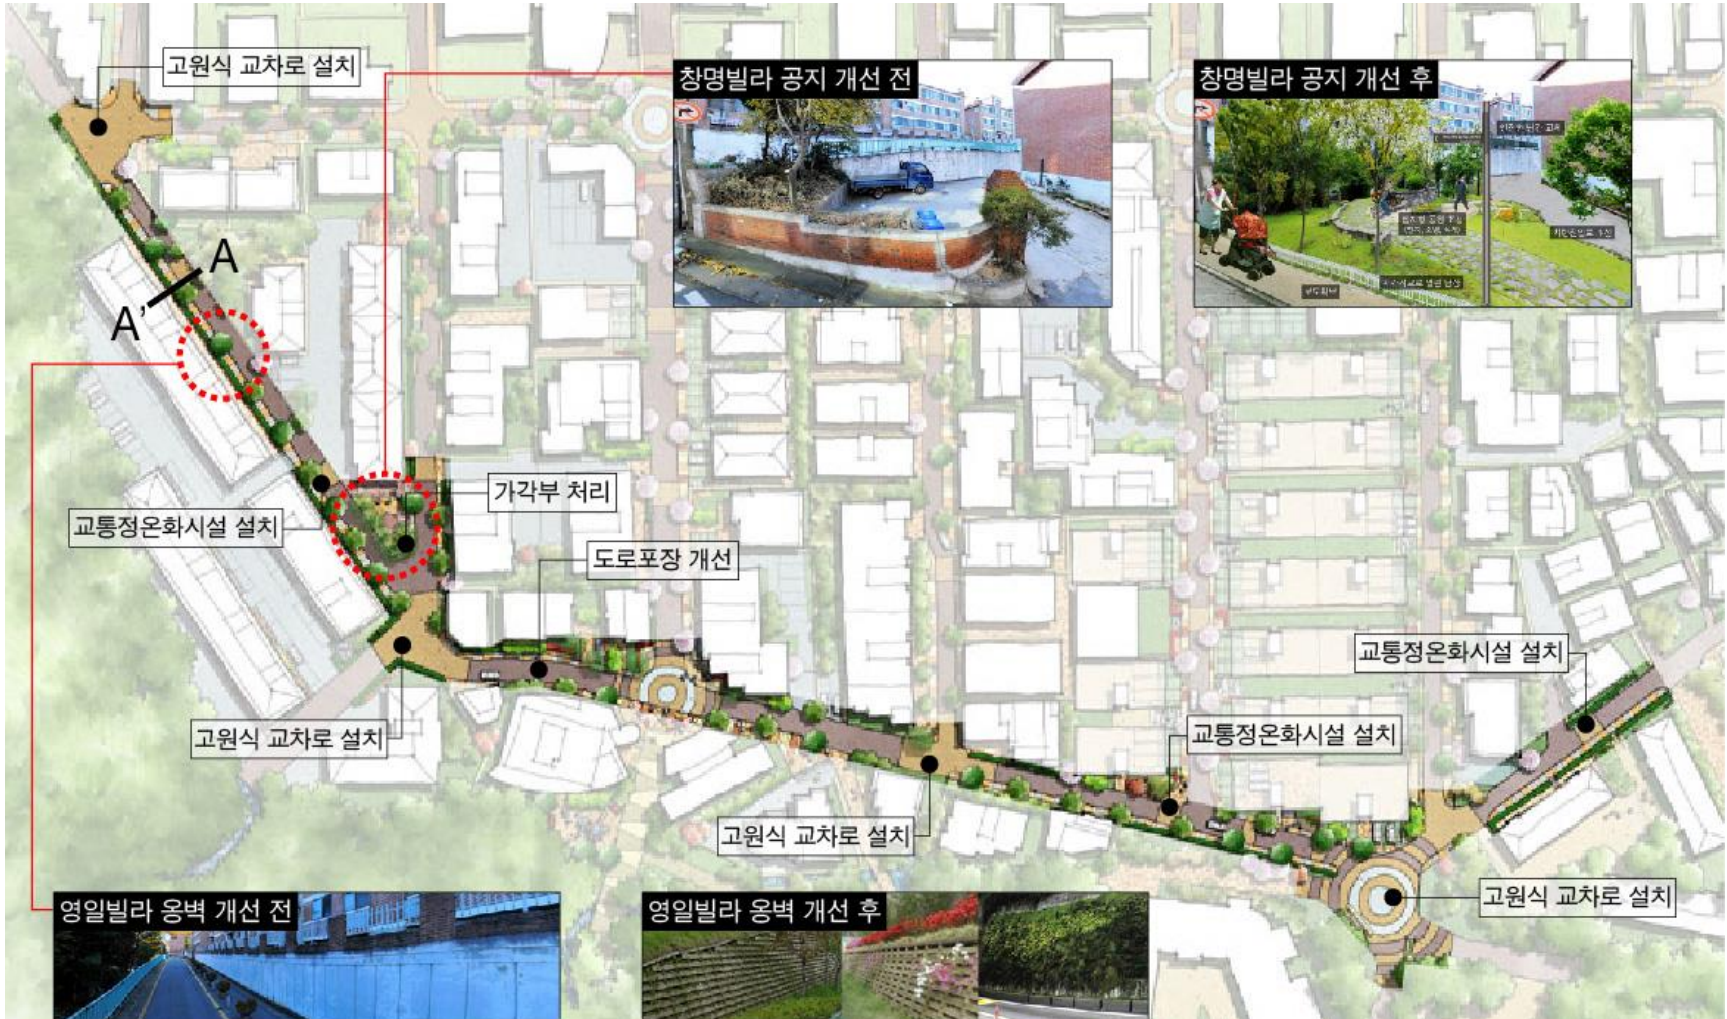 고원식 교차로 설치
창명빌라 공지 개선 전
창명빌라 공지 개선 후
A
A'
가각부 처리
교통정온화시설 설치
도로포장 개선
고원식 교차로 설치
교통정온화시설 설치
교통정온화시설 설치
고원식 교차로 설치
고원식 교차로 설치
영일빌라 옹벽 개선 전
영일빌라 옹벽 개선 후